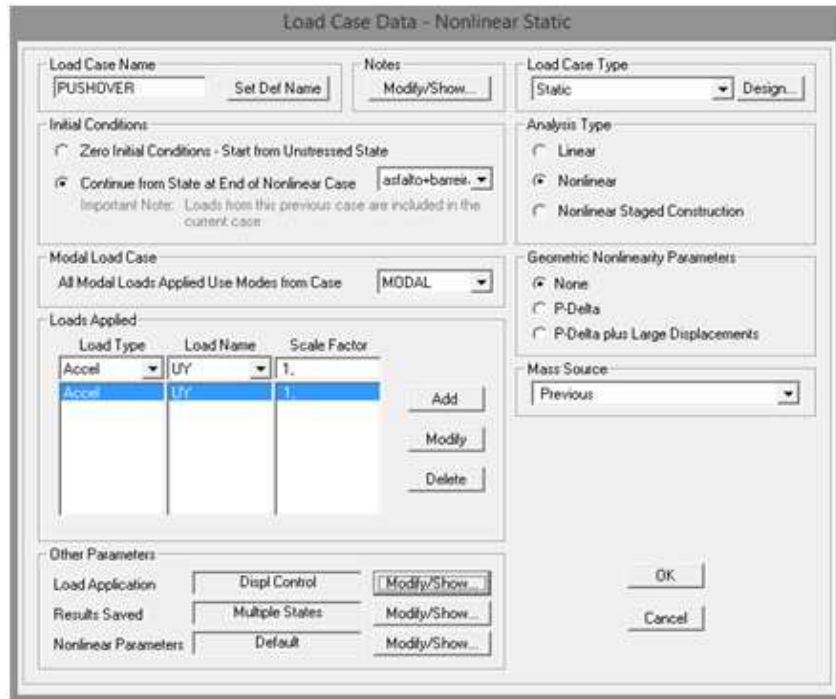 Load Case Data - Nonlinear Static
Load Case Name
PUSHOVER
Set Def Name
Notes
Modify/Show...
Load Case Type
Static
Design...
Initial Conditions
Zero Initial Conditions - Start from Unstressed State
Continue from State at End of Nonlinear Case
asfalto+barreir.
Important Note: Loads from this previous case are included in the
current case
Analysis Type
Linear
Nonlinear
Nonlinear Staged Construction
Modal Load Case
All Modal Loads Applied Use Modes from Case
MODAL
Geometric Nonlinearity Parameters
None
P-Delta
P-Delta plus Large Displacements
Loads Applied
Load Type Load Name Scale Factor
Accel UY 1,
Accel UY 1,
Add
Modify
Delete
Mass Source
Previous
Other Parameters
Load Application Displ Control Modify/Show...
Results Saved Multiple States Modify/Show...
Nonlinear Parameters Default Modify/Show...
OK
Cancel